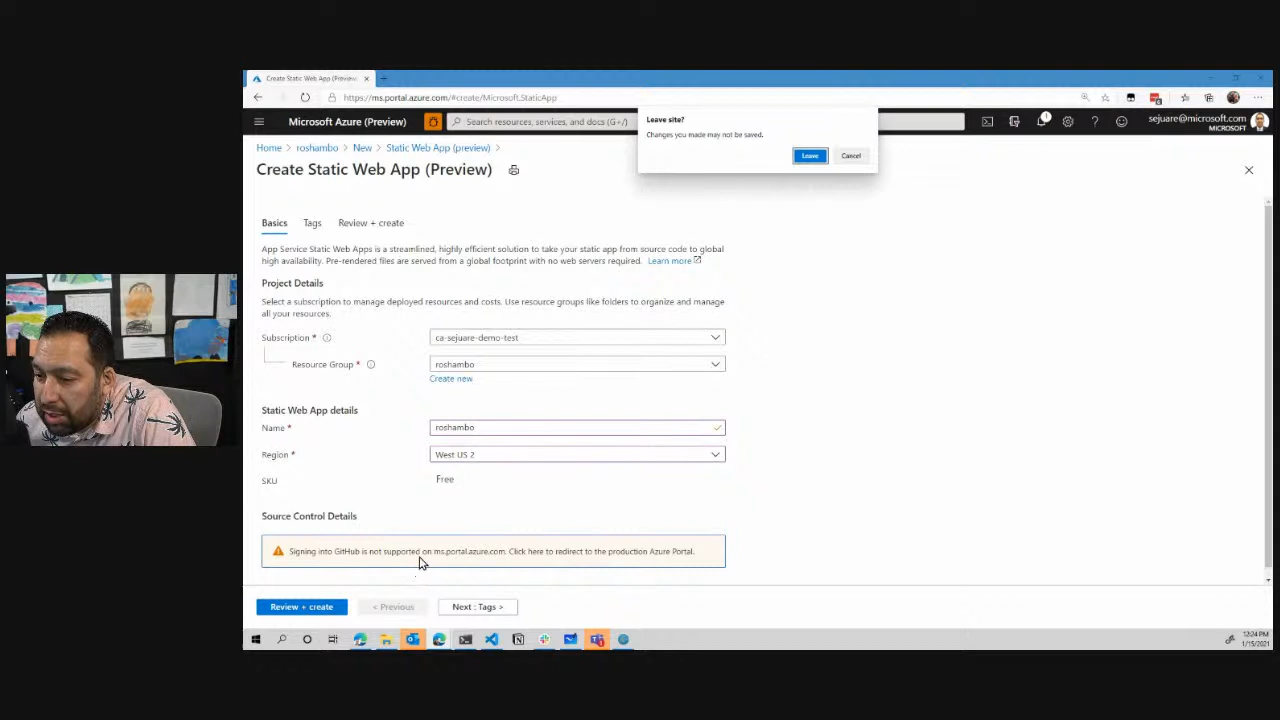 Create Static Web App (Preview)
https://ms.portal.azure.com/#create/Microsoft.StaticApp
Leave site?
Changes you made may not be saved.
Leave
Cancel
Microsoft Azure (Preview)
Search resources, services, and docs (G+/)
1
sejuare@microsoft.com
MICROSOFT
Home > roshambo > New > Static Web App (preview) >
Create Static Web App (Preview)
Basics Tags Review + create
App Service Static Web Apps is a streamlined, highly efficient solution to take your static app from source code to global
high availability. Pre-rendered files are served from a global footprint with no web servers required. Learn more
Project Details
Select a subscription to manage deployed resources and costs. Use resource groups like folders to organize and manage
all your resources.
Subscription * ca-sejuare-demo-test
Resource Group * roshambo
Create new
Static Web App details
Name * roshambo
Region * West US 2
SKU Free
Source Control Details
Signing into GitHub is not supported on ms.portal.azure.com. Click here to redirect to the production Azure Portal.
Review + create
< Previous
Next : Tags >
12:24 PM
1/15/2021